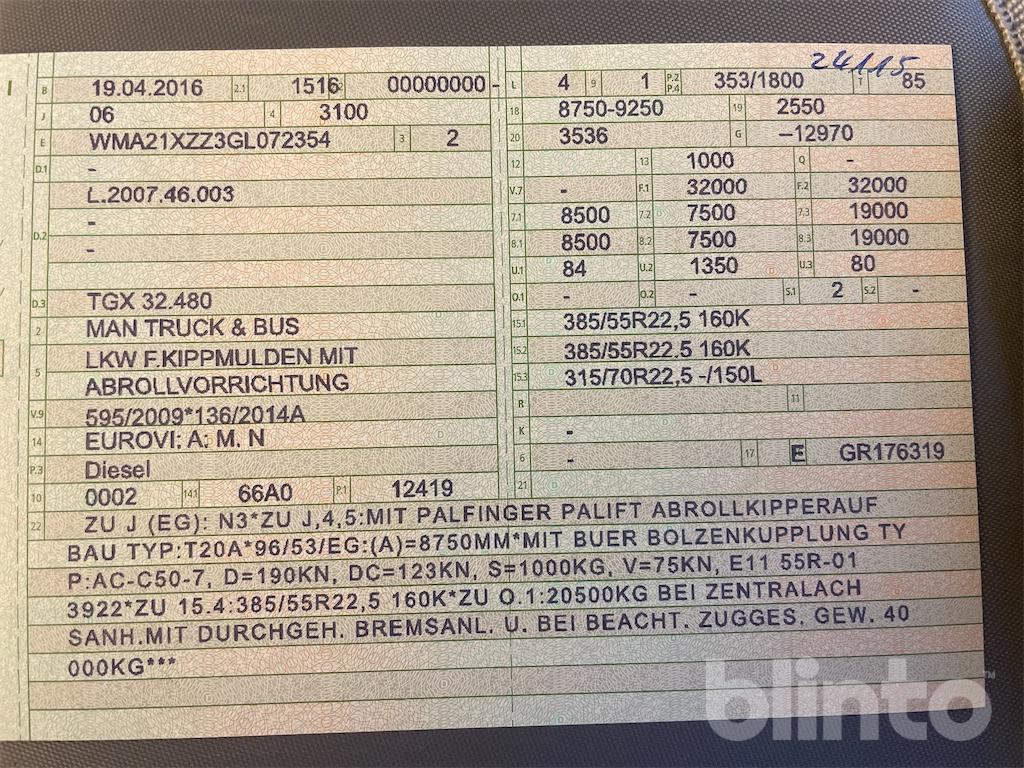 24115
B 19.04.2016 2.1 1516 2.2 00000000 - L 4 9 1 P.2 P.4 353/1800 T 85
J 06 4 3100 18 8750-9250 19 2550
E WMA21XZZ3GL072354 3 2 20 3536 G –12970
D.1 - 12 13 1000 Q -
L.2007.46.003 V.7 - F.1 32000 F.2 32000
- 7.1 8500 7.2 7500 7.3 19000
D.2 - 8.1 8500 8.2 7500 8.3 19000
U.1 84 U.2 1350 U.3 80
D.3 TGX 32.480 O.1 - O.2 - S.1 2 S.2 -
2 MAN TRUCK & BUS 15.1 385/55R22,5 160K
5 LKW F.KIPPMULDEN MIT 15.2 385/55R22.5 160K
ABROLLVORRICHTUNG 15.3 315/70R22,5 -/150L
V.9 595/2009*136/2014A R 11
14 EUROVI; A; M, N K -
P.3 Diesel 6 - 17 E GR176319
10 0002 14.1 66A0 P.1 12419 21
22 ZU J (EG): N3*ZU J,4,5:MIT PALFINGER PALIFT ABROLLKIPPERAUF
BAU TYP:T20A*96/53/EG:(A)=8750MM*MIT BUER BOLZENKUPPLUNG TY
P:AC-C50-7, D=190KN, DC=123KN, S=1000KG, V=75KN, E11 55R-01
3922*ZU 15.4:385/55R22,5 160K*ZU O.1:20500KG BEI ZENTRALACH
SANH.MIT DURCHGEH. BREMSANL. U. BEI BEACHT. ZUGGES. GEW. 40
000KG***
blinto™